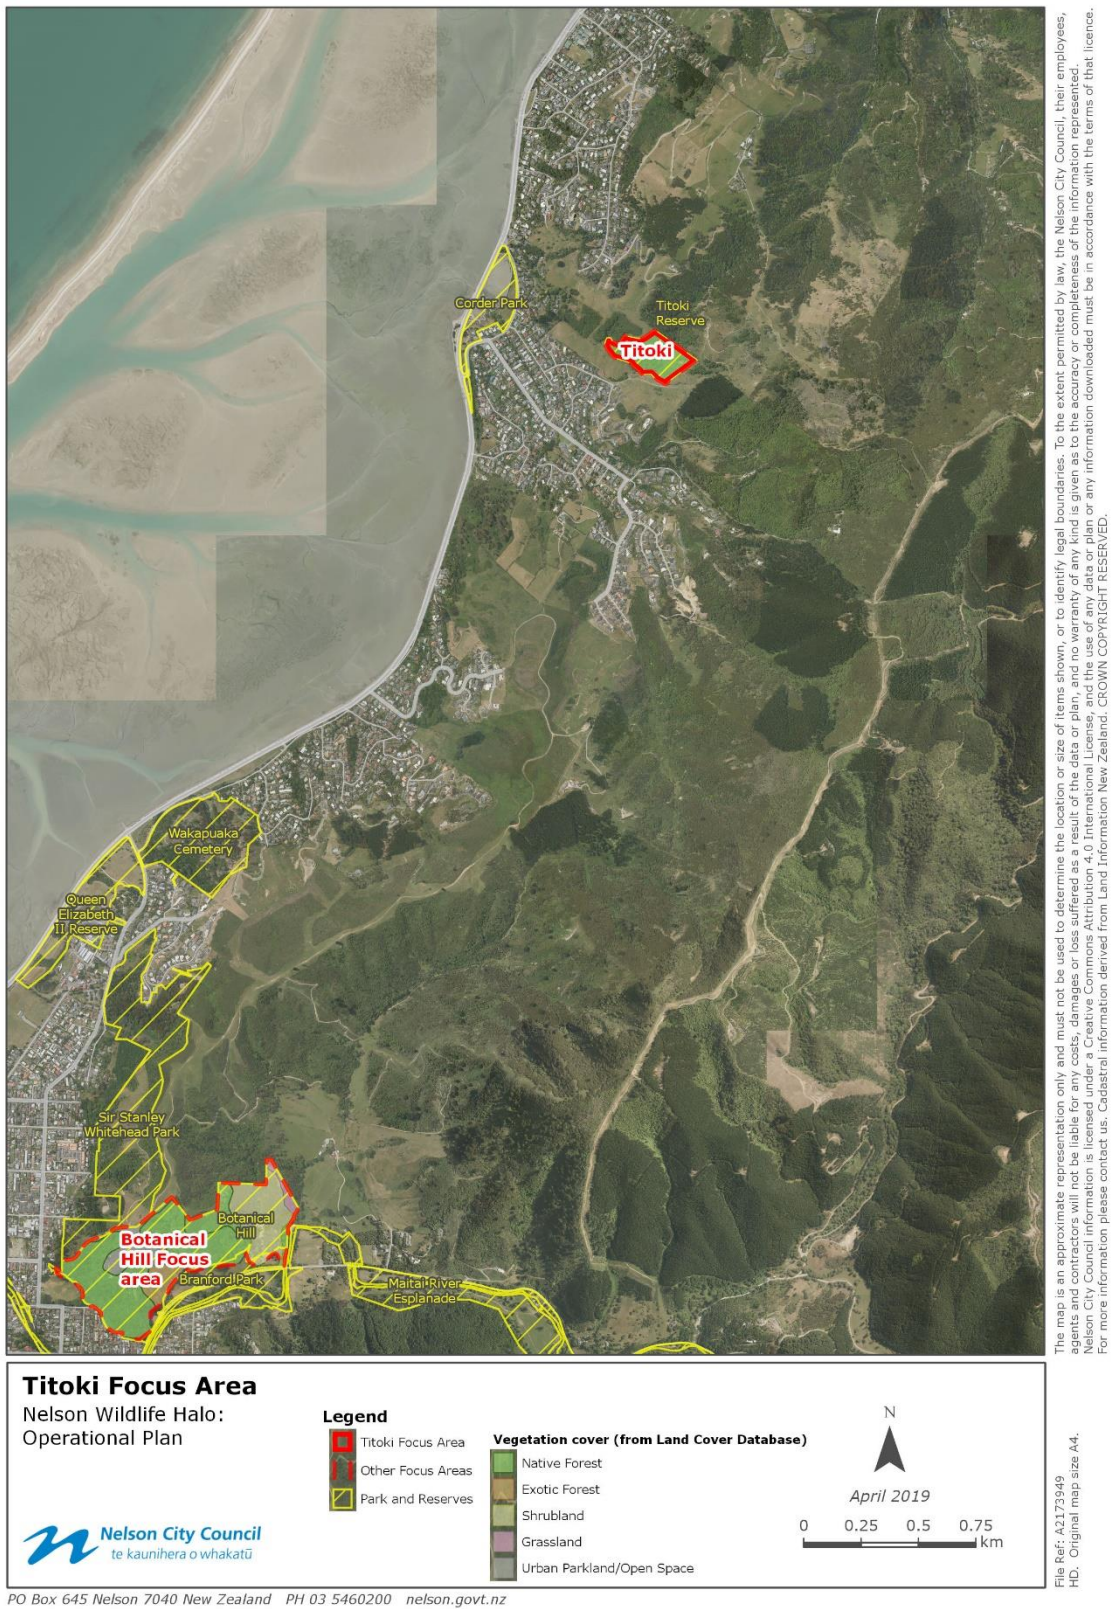 Corder Park
Titoki
Reserve
Titoki
Wakapuaka
Cemetery
Queen
Elizabeth
II Reserve
Sir Stanley
Whitehead Park
Botanical
Hill
Botanical
Hill Focus
area
Branford Park
Maitai River
Esplanade
The map is an approximate representation only and must not be used to determine the location or size of items shown, or to identify legal boundaries. To the extent permitted by law, the Nelson City Council, their employees,
agents and contractors will not be liable for any costs, damages or loss suffered as a result of the data or plan, and no warranty of any kind is given as to the accuracy or completeness of the information represented.
Nelson City Council information is licensed under a Creative Commons Attribution 4.0 International License, and the use of any data or plan or any information downloaded must be in accordance with the terms of that licence.
For more information please contact us. Cadastral information derived from Land Information New Zealand. CROWN COPYRIGHT RESERVED.
Titoki Focus Area
Nelson Wildlife Halo:
Operational Plan
Nelson City Council
te kaunihera o whakatū
Legend
Titoki Focus Area
Other Focus Areas
Park and Reserves
Vegetation cover (from Land Cover Database)
Native Forest
Exotic Forest
Shrubland
Grassland
Urban Parkland/Open Space
N
April 2019
0 0.25 0.5 0.75
km
File Ref: A2173949
HD. Original map size A4.
PO Box 645 Nelson 7040 New Zealand PH 03 5460200 nelson.govt.nz